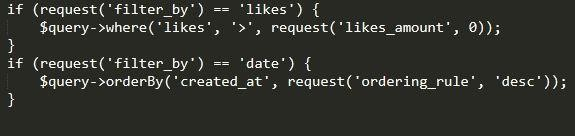 if (request('filter_by') == 'likes') {
    $query->where('likes', '>', request('likes_amount', 0));
}
if (request('filter_by') == 'date') {
    $query->orderBy('created_at', request('ordering_rule', 'desc'));
}